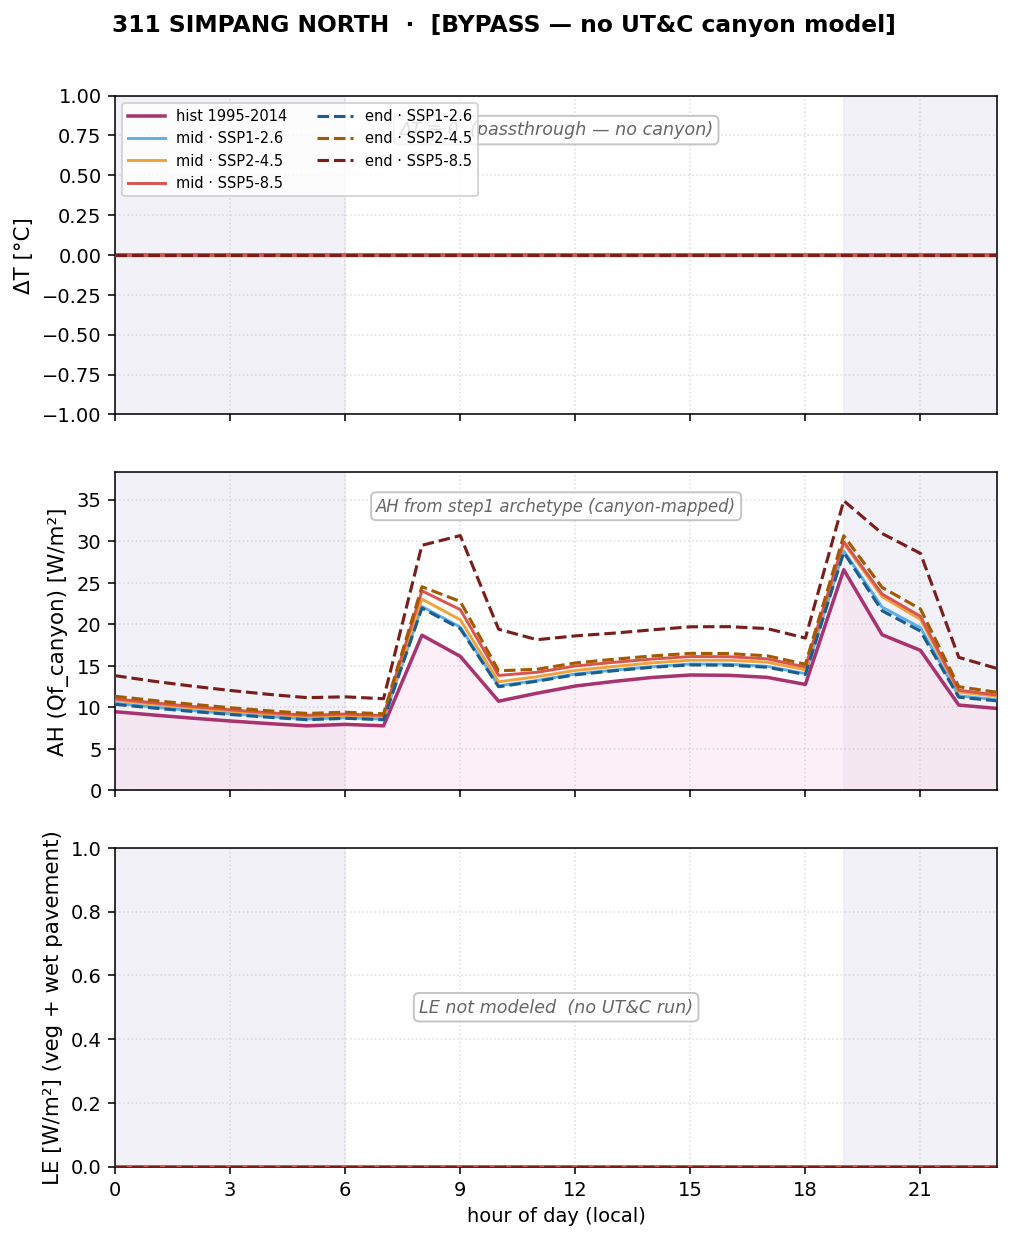 311 SIMPANG NORTH · [BYPASS — no UT&C canyon model]
1.00
0.75
0.50
0.25
0.00
−0.25
−0.50
−0.75
−1.00
ΔT [°C]
hist 1995-2014
mid · SSP1-2.6
mid · SSP2-4.5
mid · SSP5-8.5
end · SSP1-2.6
end · SSP2-4.5
end · SSP5-8.5
(passthrough — no canyon)
35
30
25
20
15
10
5
0
AH (Qf_canyon) [W/m²]
AH from step1 archetype (canyon-mapped)
1.0
0.8
0.6
0.4
0.2
0.0
LE [W/m²] (veg + wet pavement)
LE not modeled (no UT&C run)
0 3 6 9 12 15 18 21
hour of day (local)